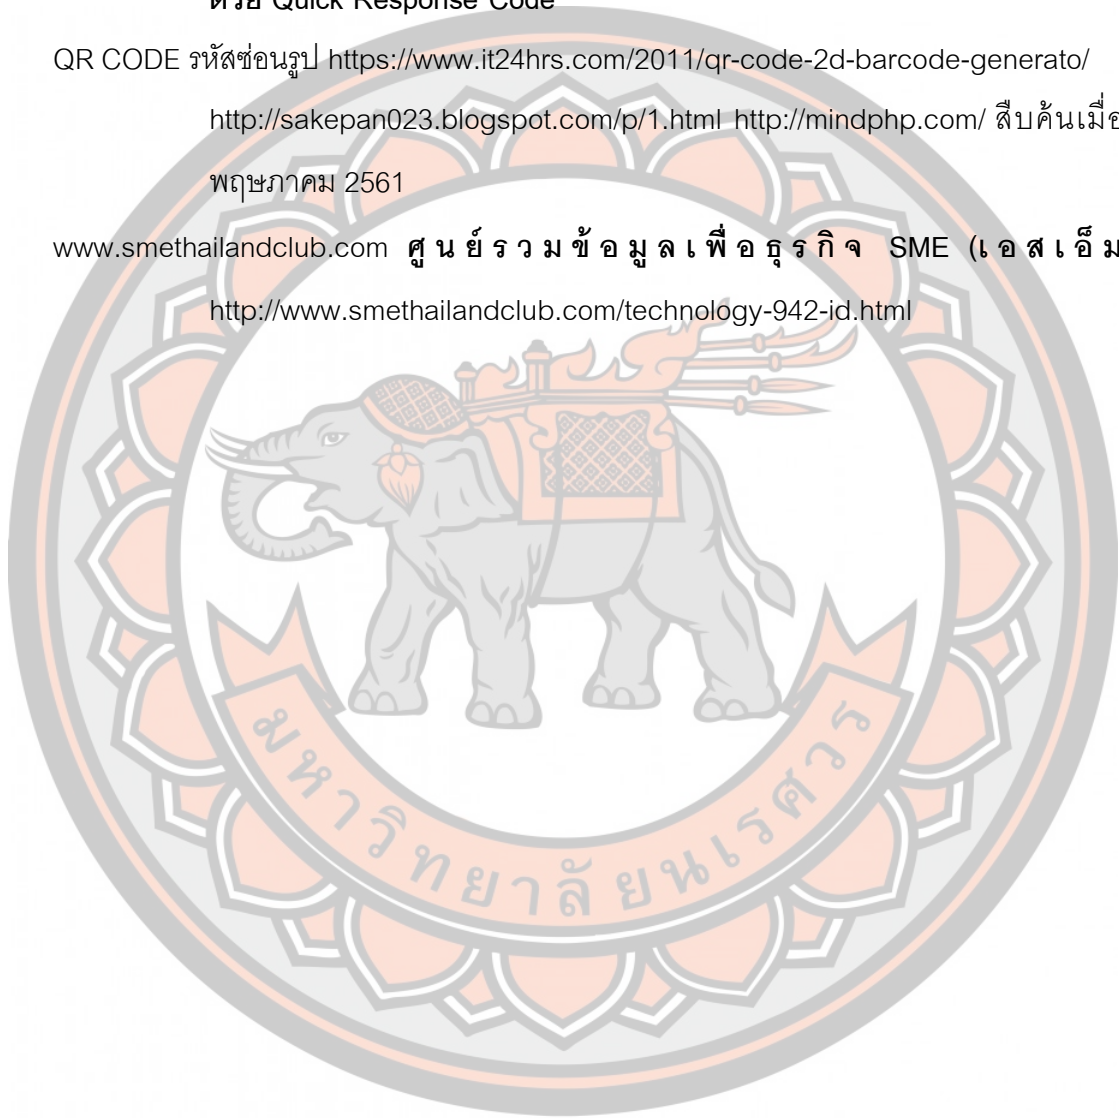 ด้วย Quick Response Code
QR CODE รหัสซ่อนรูป https://www.it24hrs.com/2011/qr-code-2d-barcode-generato/
http://sakepan023.blogspot.com/p/1.html http://mindphp.com/ สืบค้นเมื่อ
พฤษภาคม 2561
www.smethailandclub.com ศูนย์รวมข้อมูลเพื่อธุรกิจ SME (เอสเอ็ม
http://www.smethailandclub.com/technology-942-id.html
มหาวิทยาลัยนเรศวร